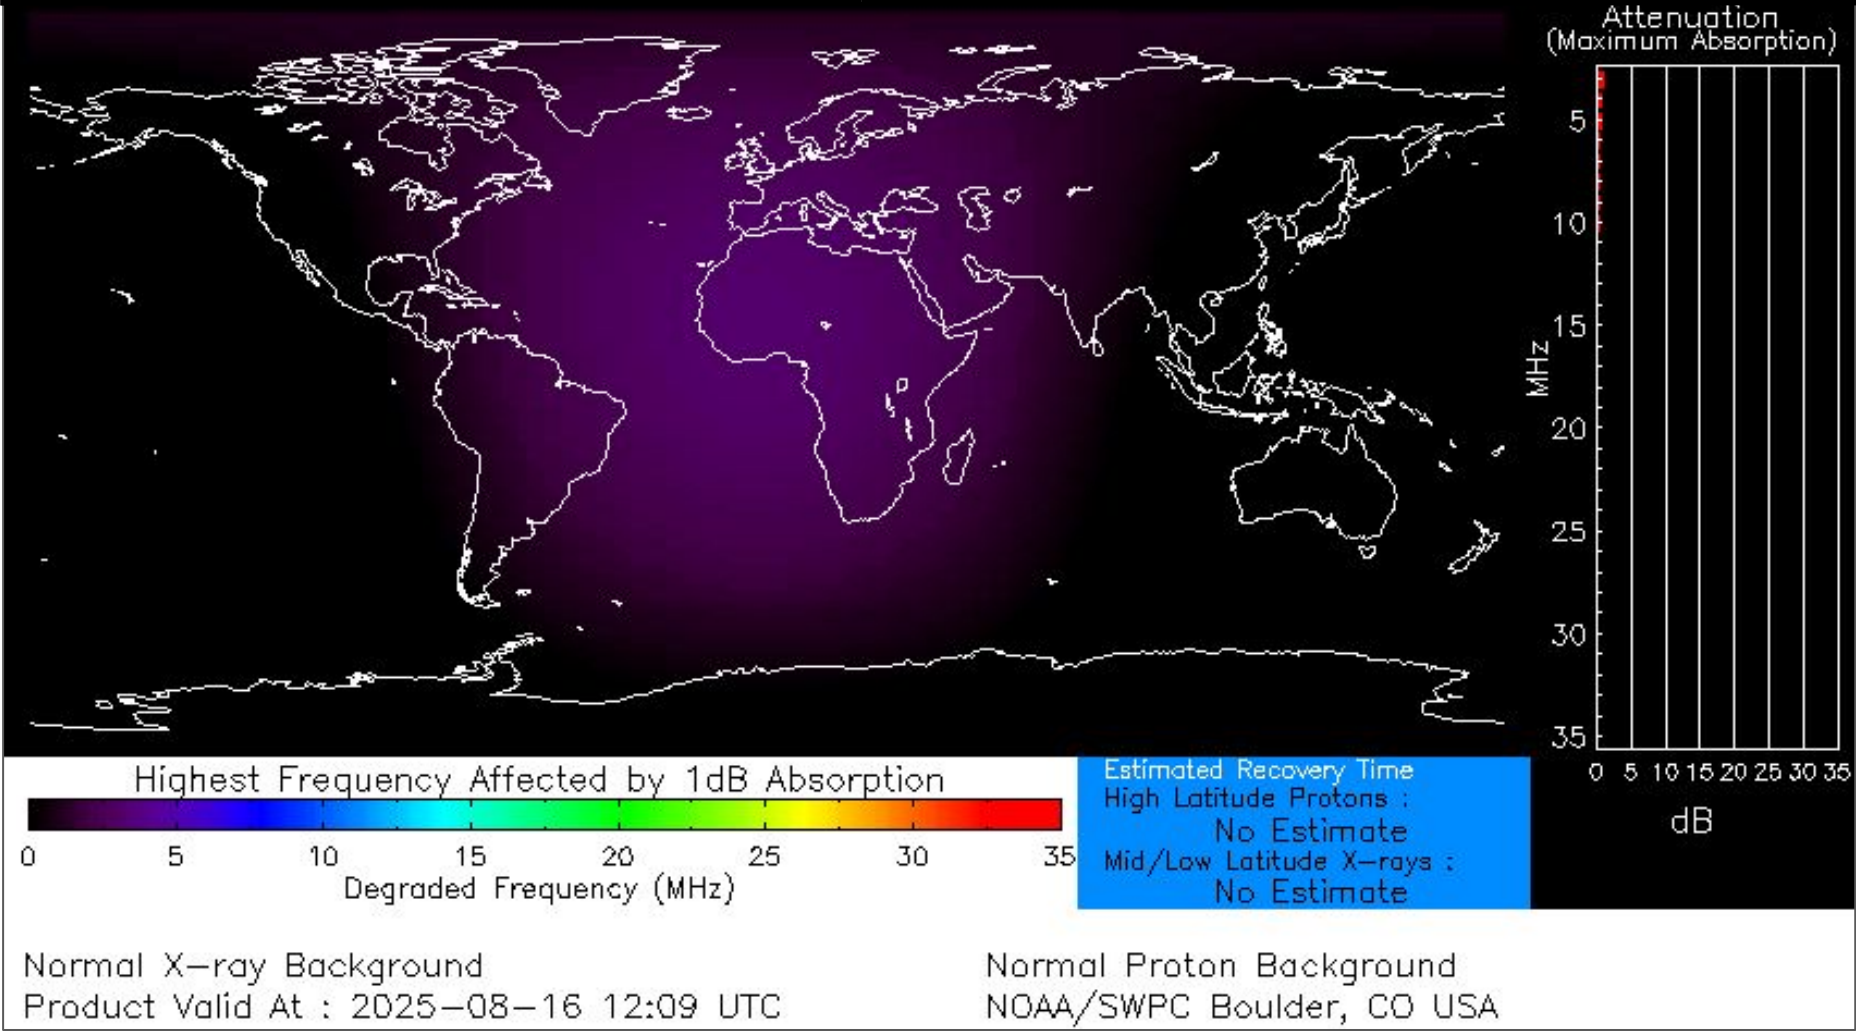 Attenuation
(Maximum Absorption)
5
10
15
20
25
30
35
MHz
0 5 10 15 20 25 30 35
dB
Highest Frequency Affected by 1dB Absorption
0 5 10 15 20 25 30 35
Degraded Frequency (MHz)
Estimated Recovery Time
High Latitude Protons :
No Estimate
Mid/Low Latitude X-rays :
No Estimate
Normal X-ray Background
Product Valid At : 2025-08-16 12:09 UTC
Normal Proton Background
NOAA/SWPC Boulder, CO USA